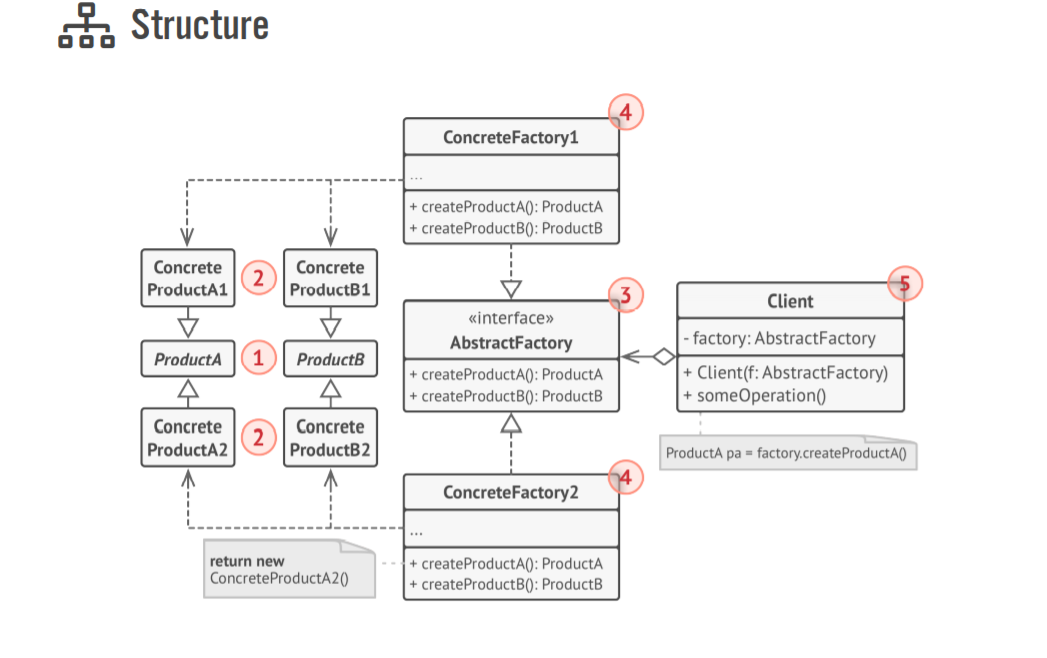 Structure
4
ConcreteFactory1
...
+ createProductA(): ProductA
+ createProductB(): ProductB
Concrete
ProductA1
2
Concrete
ProductB1
ProductA
1
ProductB
Concrete
ProductA2
2
Concrete
ProductB2
3
«interface»
AbstractFactory
+ createProductA(): ProductA
+ createProductB(): ProductB
5
Client
- factory: AbstractFactory
+ Client(f: AbstractFactory)
+ someOperation()
ProductA pa = factory.createProductA()
4
ConcreteFactory2
...
+ createProductA(): ProductA
+ createProductB(): ProductB
return new
ConcreteProductA2()